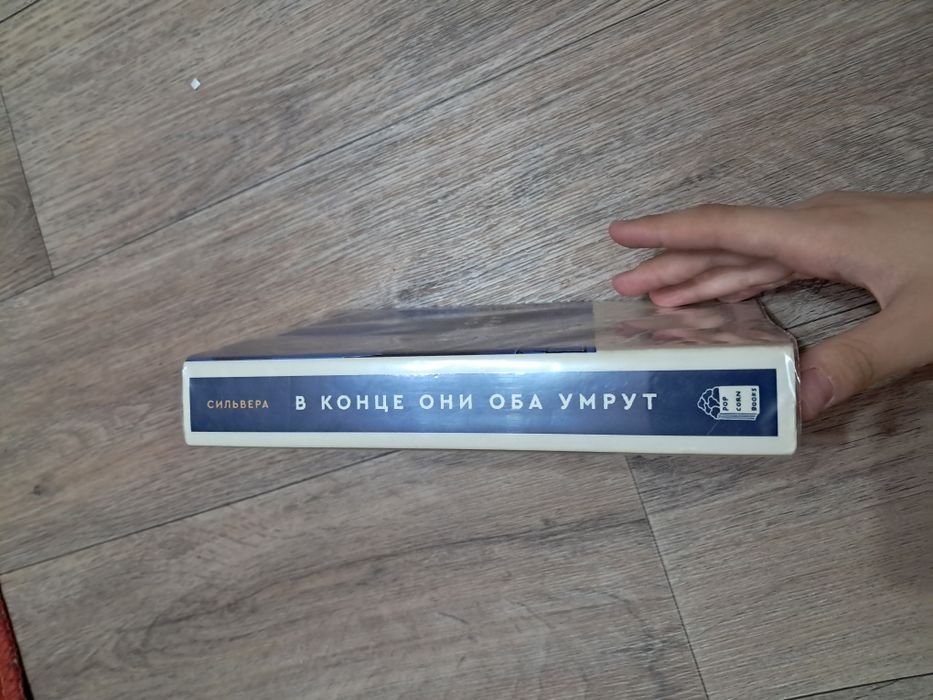 СИЛЬВЕРА
В КОНЦЕ ОНИ ОБА УМРУТ
POP
CORN
BOOKS